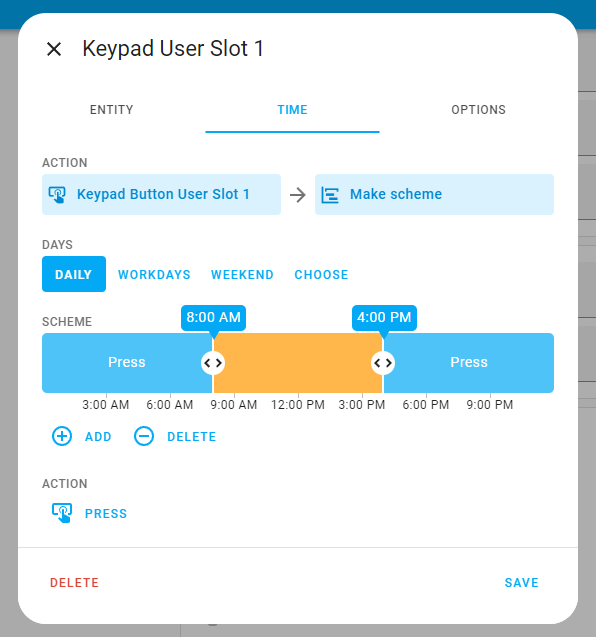 Keypad User Slot 1
ENTITY TIME OPTIONS
ACTION
Keypad Button User Slot 1 Make scheme
DAYS
DAILY WORKDAYS WEEKEND CHOOSE
8:00 AM 4:00 PM
SCHEME
Press Press
3:00 AM 6:00 AM 9:00 AM 12:00 PM 3:00 PM 6:00 PM 9:00 PM
ADD DELETE
ACTION
PRESS
DELETE SAVE